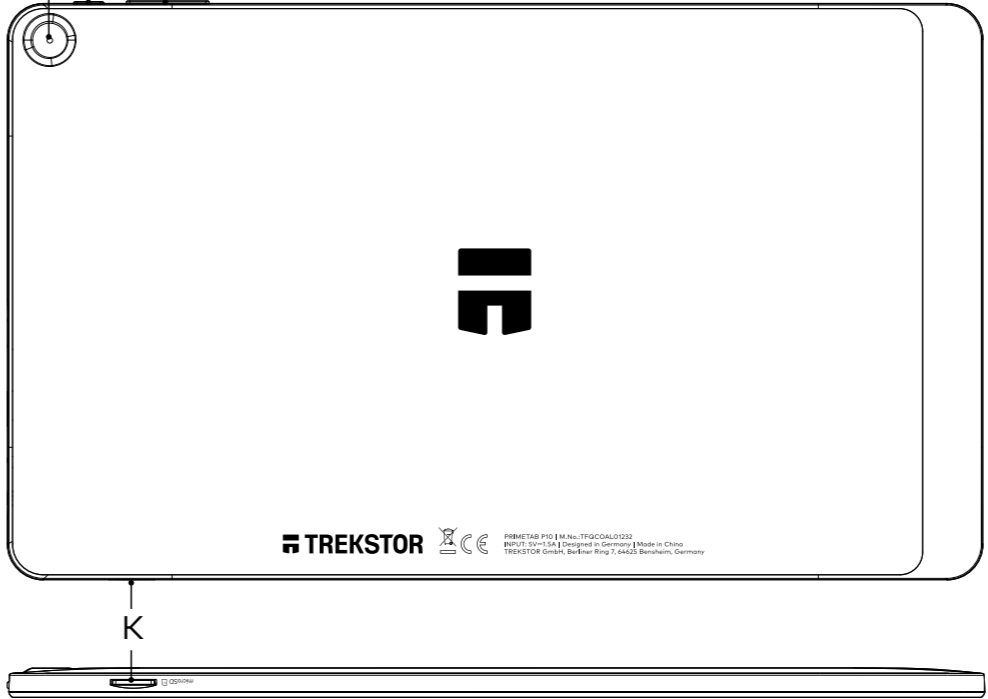 TREKSTOR
PRIMETAB P10 | M.No.:TFQCOAL01232
INPUT: 5V⎓1.5A | Designed in Germany | Made in China
TREKSTOR GmbH, Berliner Ring 7, 64625 Bensheim, Germany
K
microSD